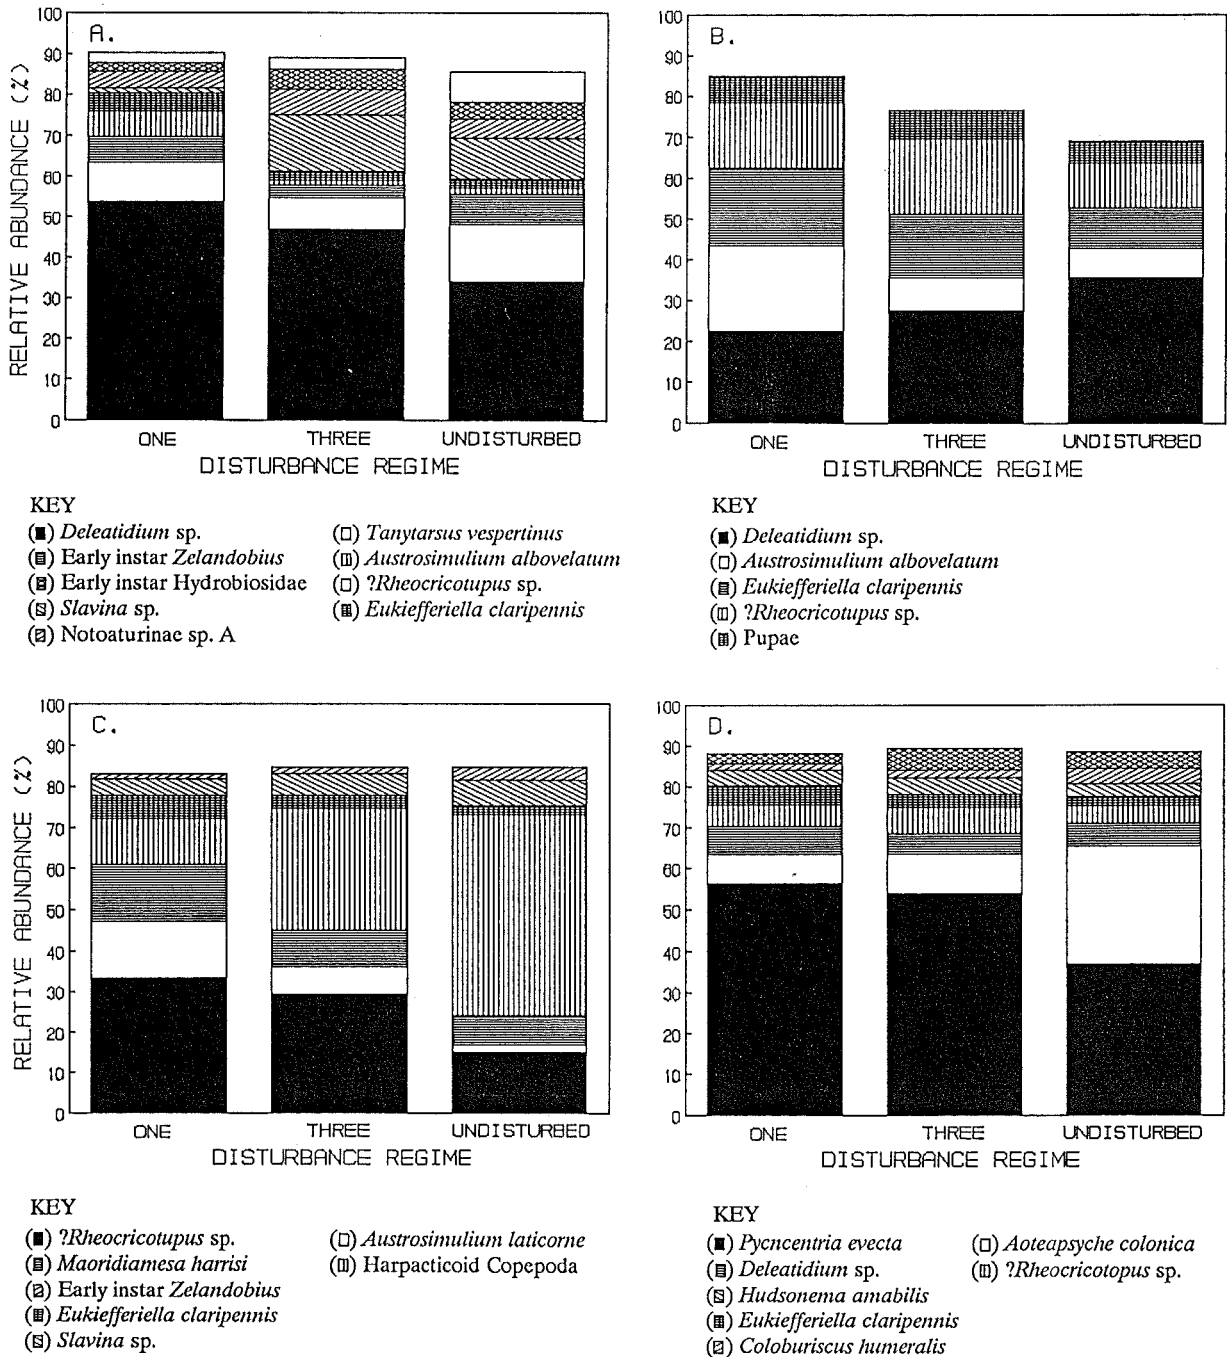 A.
RELATIVE ABUNDANCE (%)
100
90
80
70
60
50
40
30
20
10
0
ONE THREE UNDISTURBED
DISTURBANCE REGIME
KEY
Deleatidium sp.
Early instar Zelandobius
Early instar Hydrobiosidae
Slavina sp.
Notoaturinae sp. A
Tanytarsus vespertinus
Austrosimulium albovelatum
?Rheocricotupus sp.
Eukiefferiella claripennis
B.
100
90
80
70
60
50
40
30
20
10
0
ONE THREE UNDISTURBED
DISTURBANCE REGIME
KEY
Deleatidium sp.
Austrosimulium albovelatum
Eukiefferiella claripennis
?Rheocricotupus sp.
Pupae
C.
RELATIVE ABUNDANCE (%)
100
90
80
70
60
50
40
30
20
10
0
ONE THREE UNDISTURBED
DISTURBANCE REGIME
KEY
?Rheocricotupus sp.
Maoridiamesa harrisi
Early instar Zelandobius
Eukiefferiella claripennis
Slavina sp.
Austrosimulium laticorne
Harpacticoid Copepoda
D.
100
90
80
70
60
50
40
30
20
10
0
ONE THREE UNDISTURBED
DISTURBANCE REGIME
KEY
Pycncentria evecta
Deleatidium sp.
Hudsonema amabilis
Eukiefferiella claripennis
Coloburiscus humeralis
Aoteapsyche colonica
?Rheocricotopus sp.